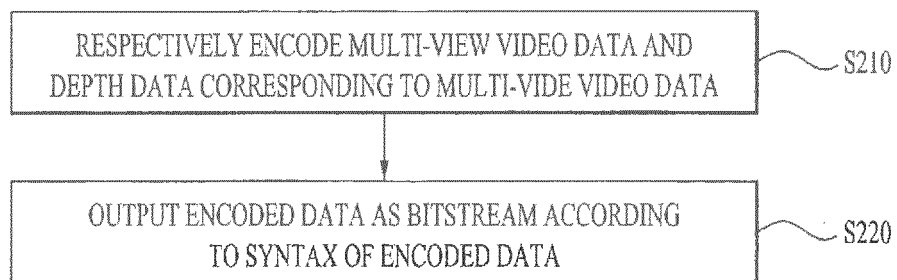 RESPECTIVELY ENCODE MULTI-VIEW VIDEO DATA AND
DEPTH DATA CORRESPONDING TO MULTI-VIDE VIDEO DATA
S210
OUTPUT ENCODED DATA AS BITSTREAM ACCORDING
TO SYNTAX OF ENCODED DATA
S220